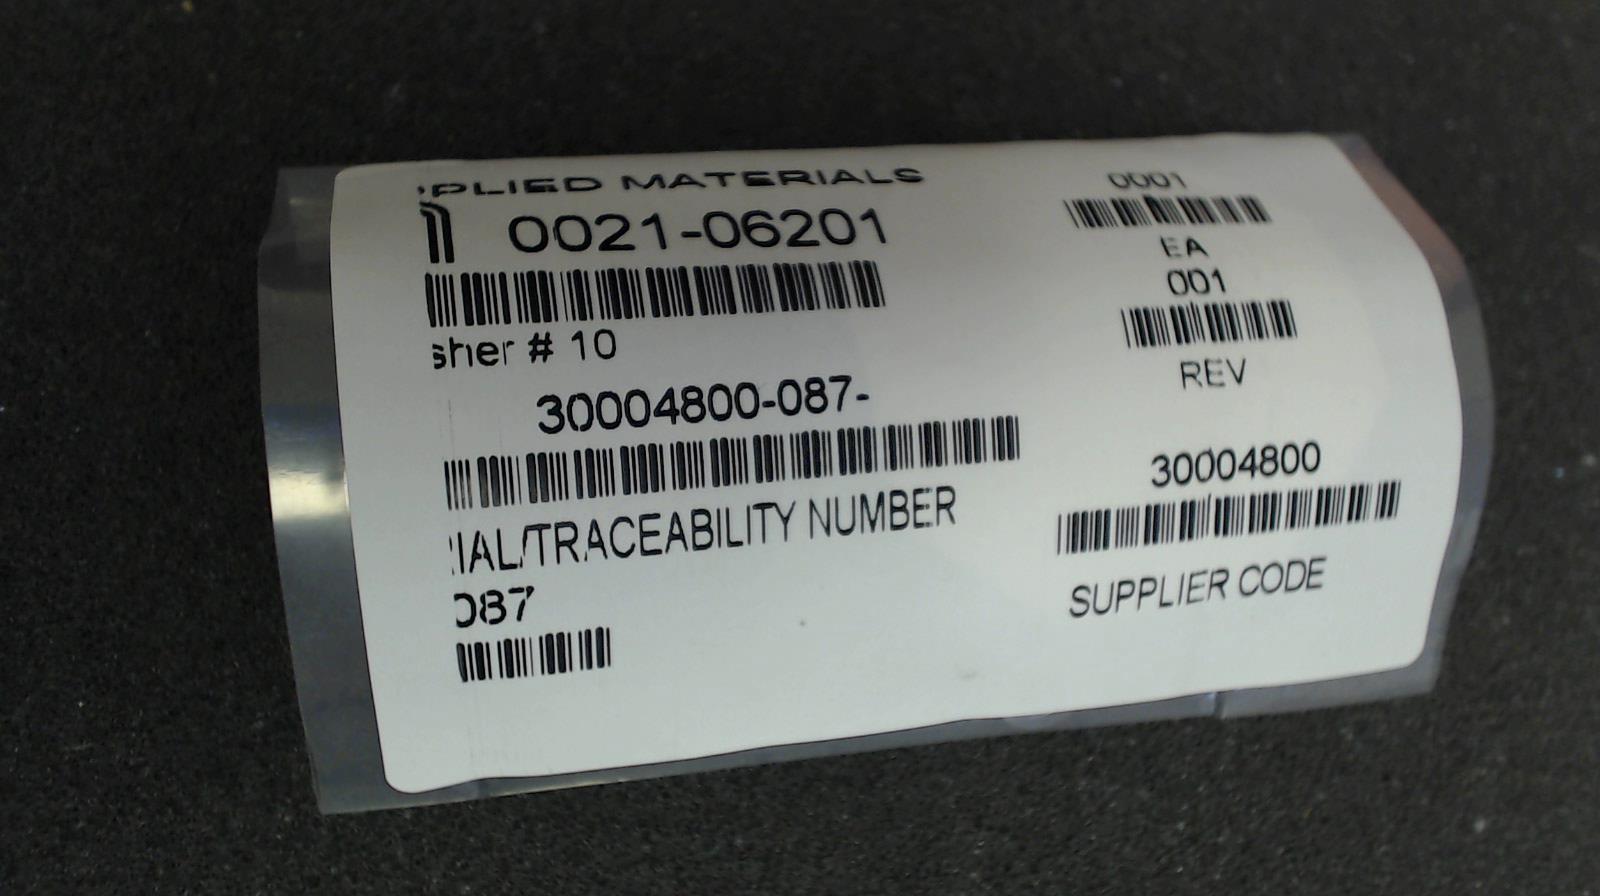 PLIED MATERIALS
0021-06201
sher # 10
30004800-087-
IAL/TRACEABILITY NUMBER
087
0001
EA
001
REV
30004800
SUPPLIER CODE